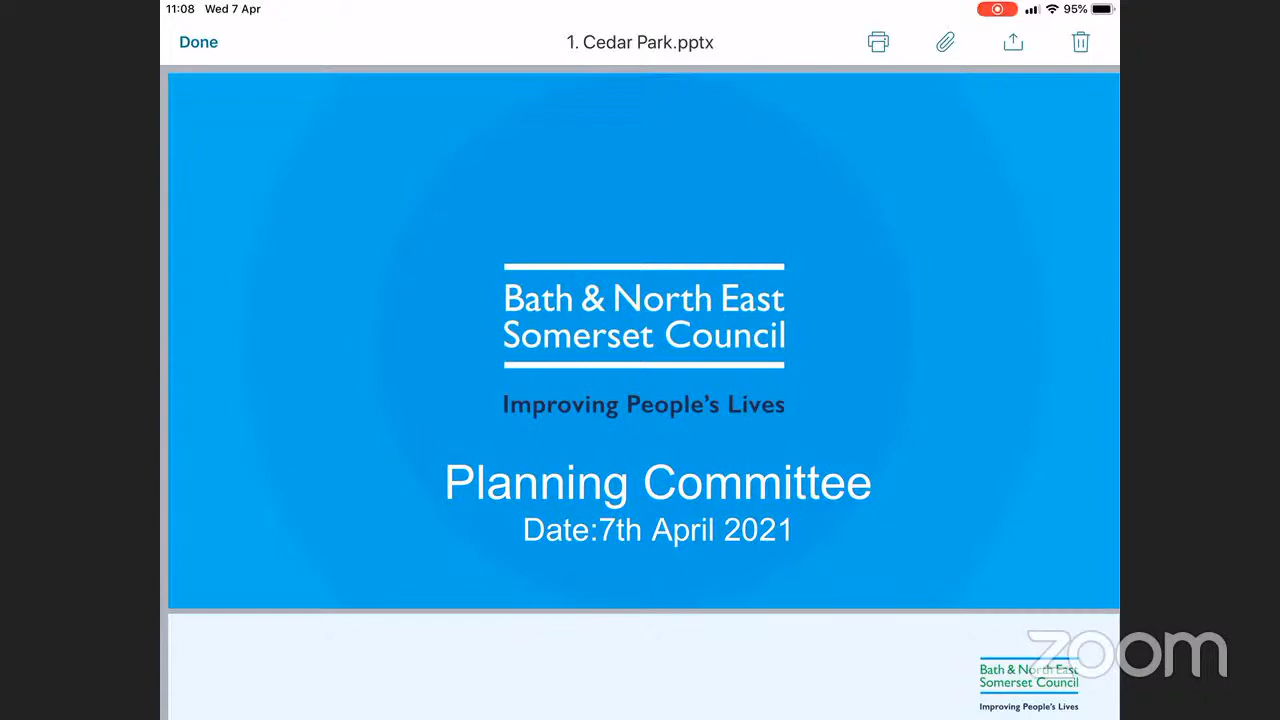 11:08 Wed 7 Apr
95%
Done
1. Cedar Park.pptx
Bath & North East
Somerset Council
Improving People's Lives
Planning Committee
Date:7th April 2021
zoom
Bath & North East
Somerset Council
Improving People's Lives